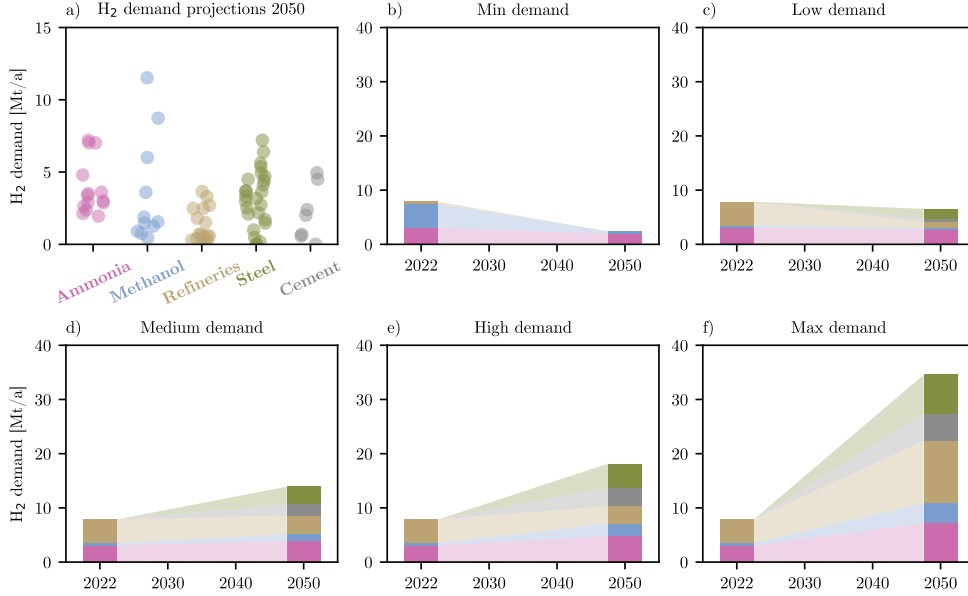 a) H₂ demand projections 2050
H₂ demand [Mt/a]
15
10
5
0
Ammonia
Methanol
Refineries
Steel
Cement
b) Min demand
40
30
20
10
0
2022 2030 2040 2050
c) Low demand
40
30
20
10
0
2022 2030 2040 2050
d) Medium demand
H₂ demand [Mt/a]
40
30
20
10
0
2022 2030 2040 2050
e) High demand
40
30
20
10
0
2022 2030 2040 2050
f) Max demand
40
30
20
10
0
2022 2030 2040 2050